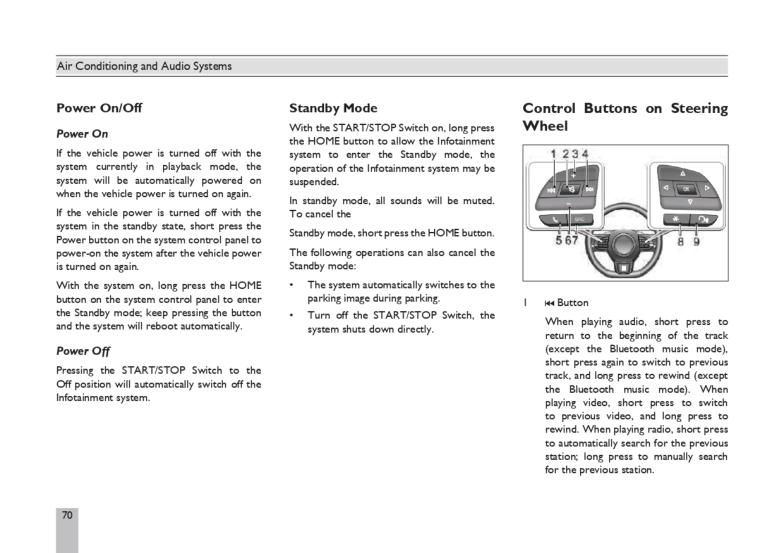 Air Conditioning and Audio Systems
Power On/Off
Power On
If the vehicle power is turned off with the
system currently in playback mode, the
system will be automatically powered on
when the vehicle power is turned on again.
If the vehicle power is turned off with the
system in the standby state, short press the
Power button on the system control panel to
power-on the system after the vehicle power
is turned on again.
With the system on, long press the HOME
button on the system control panel to enter
the Standby mode; keep pressing the button
and the system will reboot automatically.
Power Off
Pressing the START/STOP Switch to the
Off position will automatically switch off the
Infotainment system.
Standby Mode
With the START/STOP Switch on, long press
the HOME button to allow the Infotainment
system to enter the Standby mode, the
operation of the Infotainment system may be
suspended.
In standby mode, all sounds will be muted.
To cancel the
Standby mode, short press the HOME button.
The following operations can also cancel the
Standby mode:
• The system automatically switches to the
parking image during parking.
• Turn off the START/STOP Switch, the
system shuts down directly.
Control Buttons on Steering
Wheel
1 2 3 4
OK
5 6 7
8 9
1 ⏮ Button
When playing audio, short press to
return to the beginning of the track
(except the Bluetooth music mode),
short press again to switch to previous
track, and long press to rewind (except
the Bluetooth music mode). When
playing video, short press to switch
to previous video, and long press to
rewind. When playing radio, short press
to automatically search for the previous
station; long press to manually search
for the previous station.
70